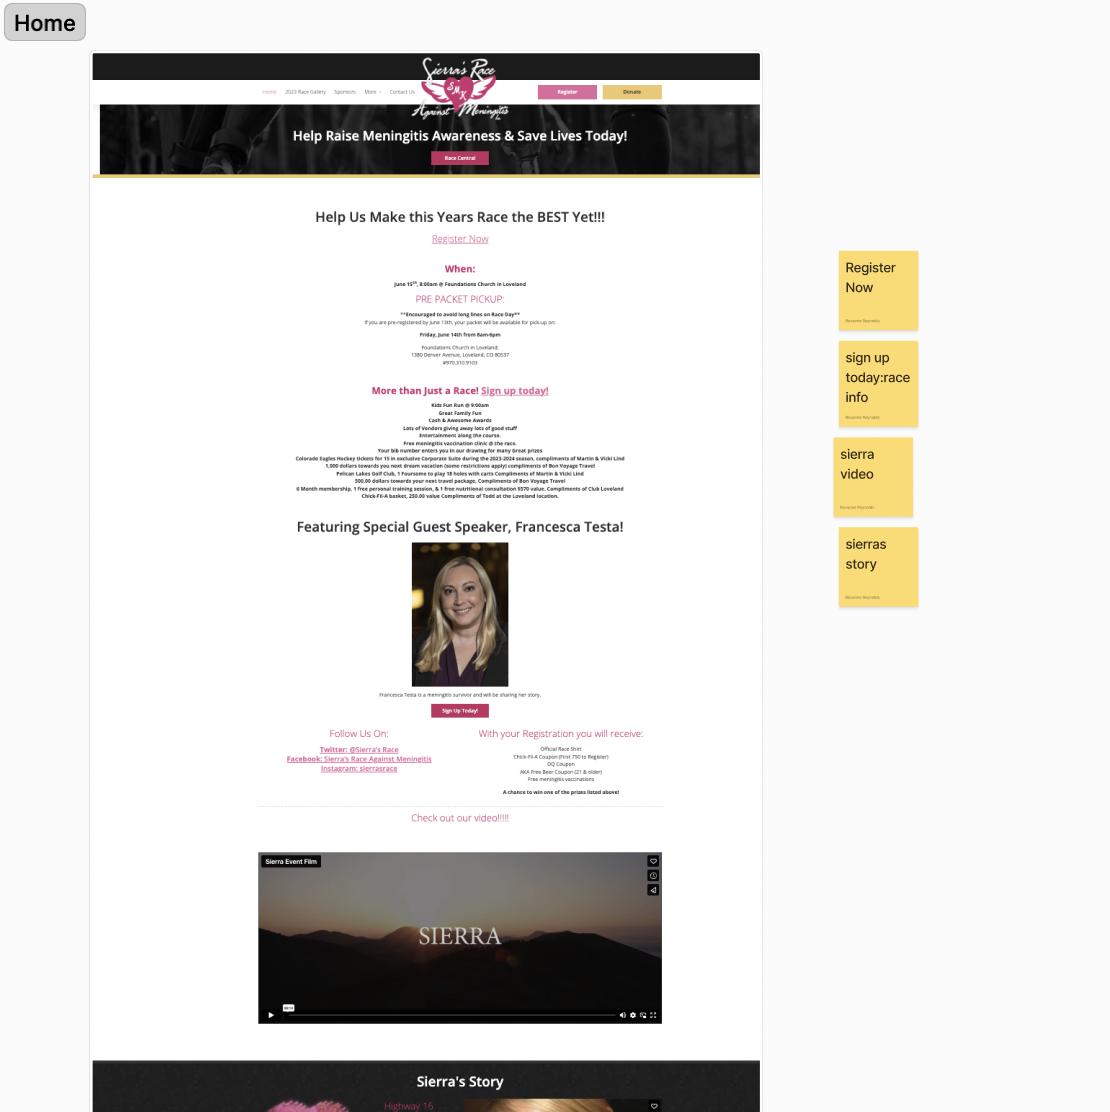 Home
Sierra's Race
SMK
Against Meningitis
Home 2023 Race Gallery Sponsors More Contact Us
Register Donate
Help Raise Meningitis Awareness & Save Lives Today!
Race Central
Help Us Make this Years Race the BEST Yet!!!
Register Now
When:
June 15th, 8:00am @ Foundations Church in Loveland
PRE PACKET PICKUP:
**Encouraged to avoid long lines on Race Day**
If you are pre-registered by June 13th, your packet will be available for pick-up on:
Friday, June 14th from 8am-6pm
Foundations Church in Loveland:
1380 Denver Avenue, Loveland, CO 80537
#970.310.9103
More than Just a Race! Sign up today!
Kids Fun Run @ 9:00am
Great Family Fun
Cash & Awesome Awards
Lots of Vendors giving away lots of good stuff
Entertainment along the course.
Free meningitis vaccination clinic @ the race.
Your bib number enters you in our drawing for many Great prizes
Colorado Eagles Hockey tickets for 15 in exclusive Corporate Suite during the 2023-2024 season, compliments of Martin & Vicki Lind
1,000 dollars towards you next dream vacation (some restrictions apply) compliments of Bon Voyage Travel
Pelican Lakes Golf Club, 1 Foursome to play 18 holes with carts Compliments of Martin & Vicki Lind
500.00 dollars towards your next travel package, Compliments of Bon Voyage Travel
6 Month membership, 1 free personal training session, & 1 free nutritional consultation $570 value. Compliments of Club Loveland
Chick-Fil-A basket, 250.00 value Compliments of Todd at the Loveland location.
Featuring Special Guest Speaker, Francesca Testa!
Francesca Testa is a meningitis survivor and will be sharing her story.
Sign Up Today!
Follow Us On:
Twitter: @Sierra's Race
Facebook: Sierra's Race Against Meningitis
Instagram: sierrasrace
With your Registration you will receive:
Official Race Shirt
Chick-Fil-A Coupon (First 750 to Register)
DQ Coupon
AKA Free Beer Coupon (21 & older)
Free meningitis vaccinations
A chance to win one of the prizes listed above!
Check out our video!!!!!
Sierra Event Film
SIERRA
Sierra's Story
Highway 16
Register
Now
Roxanne Reynolds
sign up
today:race
info
Roxanne Reynolds
sierra
video
Roxanne Reynolds
sierras
story
Roxanne Reynolds